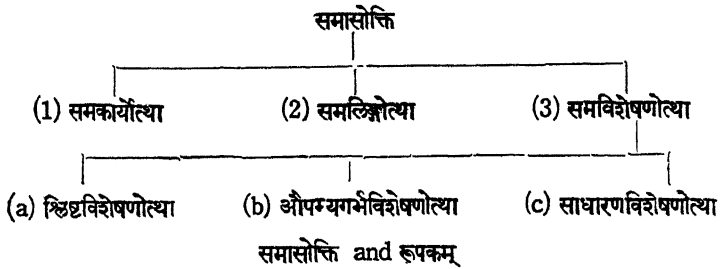 समासोक्ति
(1) समकार्योत्था (2) समलिङ्गोत्था (3) समविशेषणोत्था
(a) श्लिष्टविशेषणोत्था (b) औपम्यगर्भविशेषणोत्था (c) साधारणविशेषणोत्था
समासोक्ति and रूपकम्